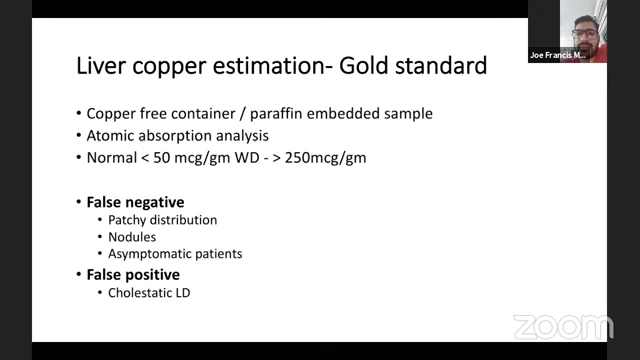 Liver copper estimation- Gold standard
• Copper free container / paraffin embedded sample
• Atomic absorption analysis
• Normal < 50 mcg/gm WD - > 250mcg/gm
• False negative
• Patchy distribution
• Nodules
• Asymptomatic patients
• False positive
• Cholestatic LD
Joe Francis M...
zoom